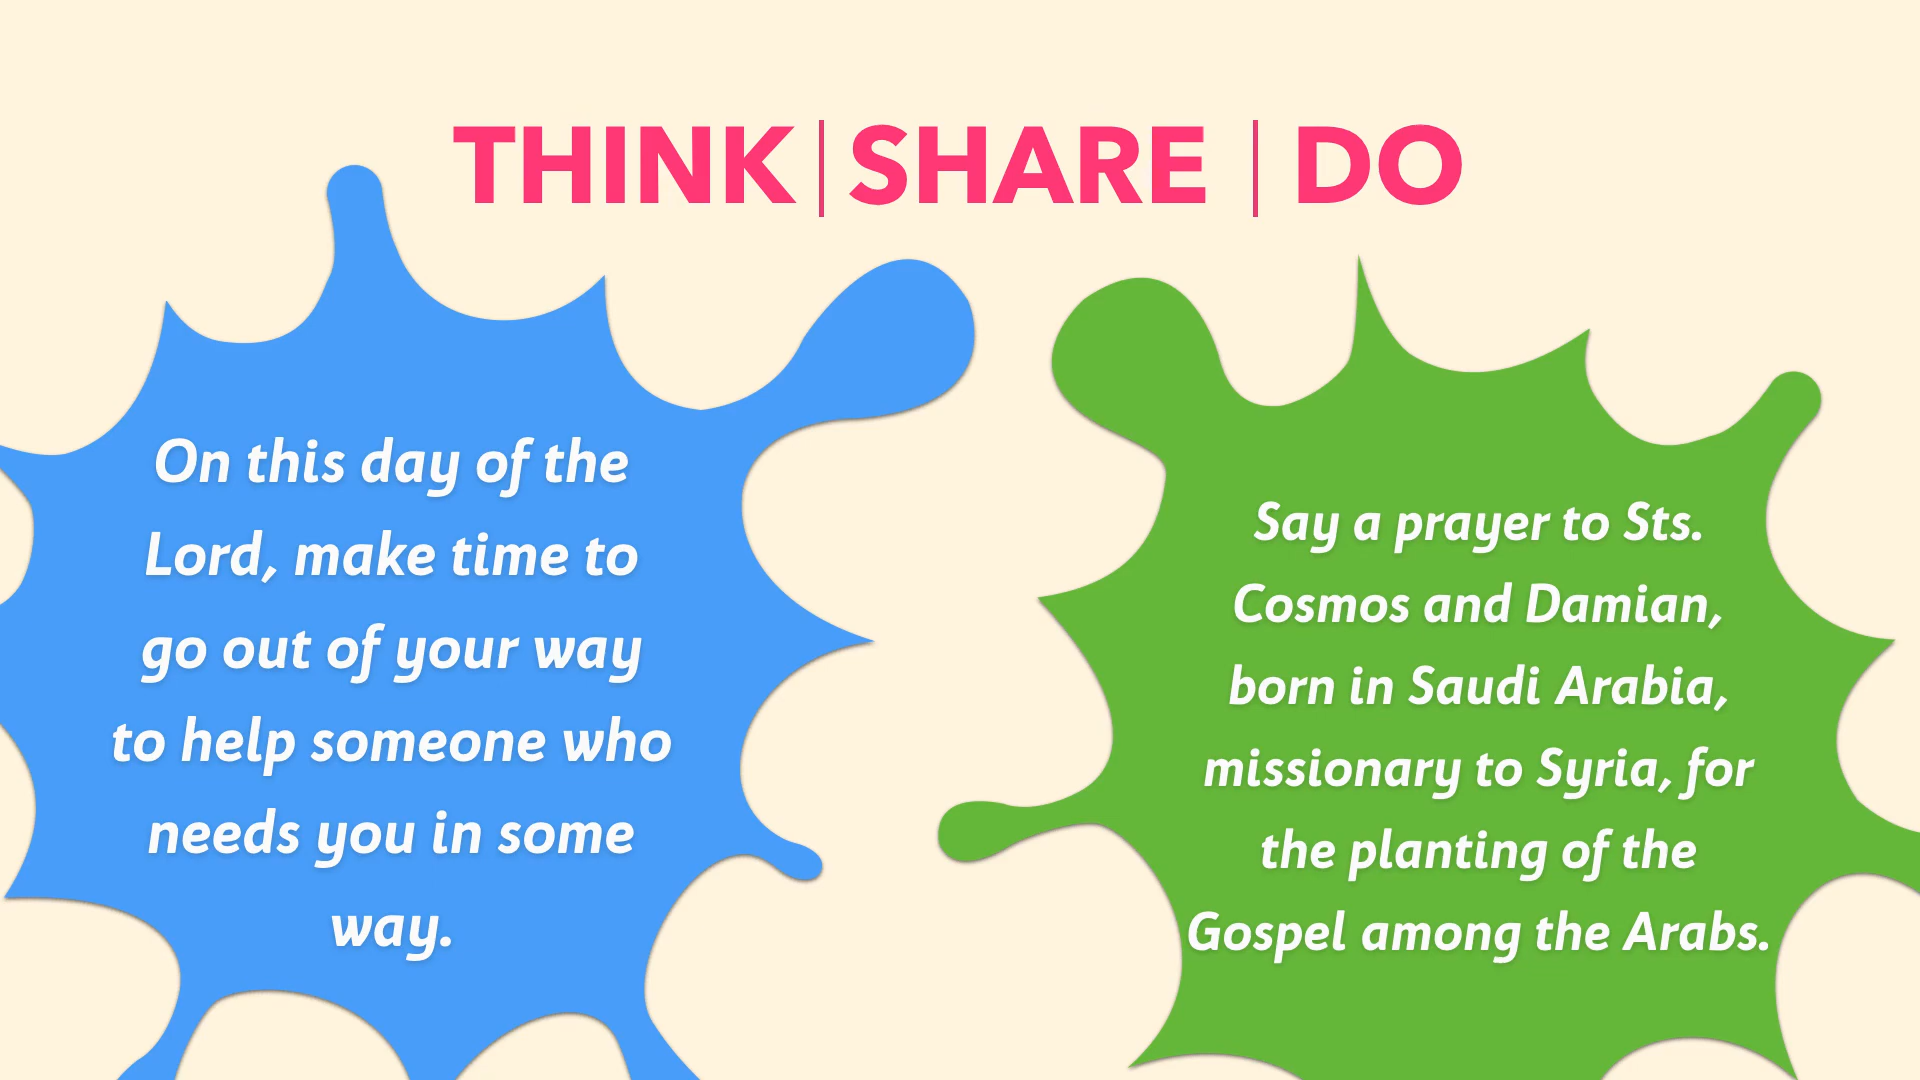 THINK | SHARE | DO
On this day of the
Lord, make time to
go out of your way
to help someone who
needs you in some
way.
Say a prayer to Sts.
Cosmos and Damian,
born in Saudi Arabia,
missionary to Syria, for
the planting of the
Gospel among the Arabs.